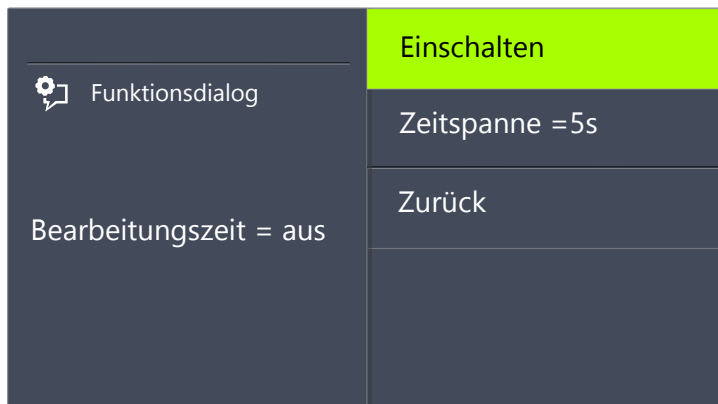 Funktionsdialog
Bearbeitungszeit = aus
Einschalten
Zeitspanne =5s
Zurück